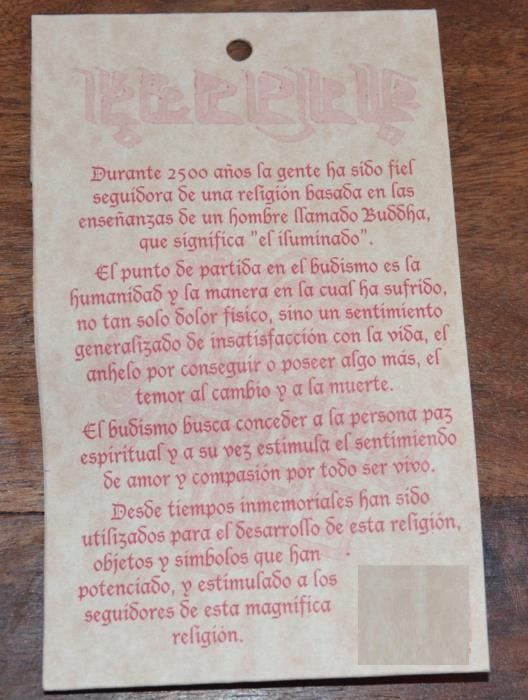 Durante 2500 años la gente ha sido fiel
seguidora de una religión basada en las
enseñanzas de un hombre llamado Buddha,
que significa "el iluminado".
El punto de partida en el budismo es la
humanidad y la manera en la cual ha sufrido,
no tan solo dolor físico, sino un sentimiento
generalizado de insatisfacción con la vida, el
anhelo por conseguir o poseer algo más, el
temor al cambio y a la muerte.
El budismo busca conceder a la persona paz
espiritual y a su vez estimula el sentimiendo
de amor y compasión por todo ser vivo.
Desde tiempos inmemoriales han sido
utilizados para el desarrollo de esta religión,
objetos y símbolos que han
potenciado, y estimulado a los
seguidores de esta magnífica
religión.